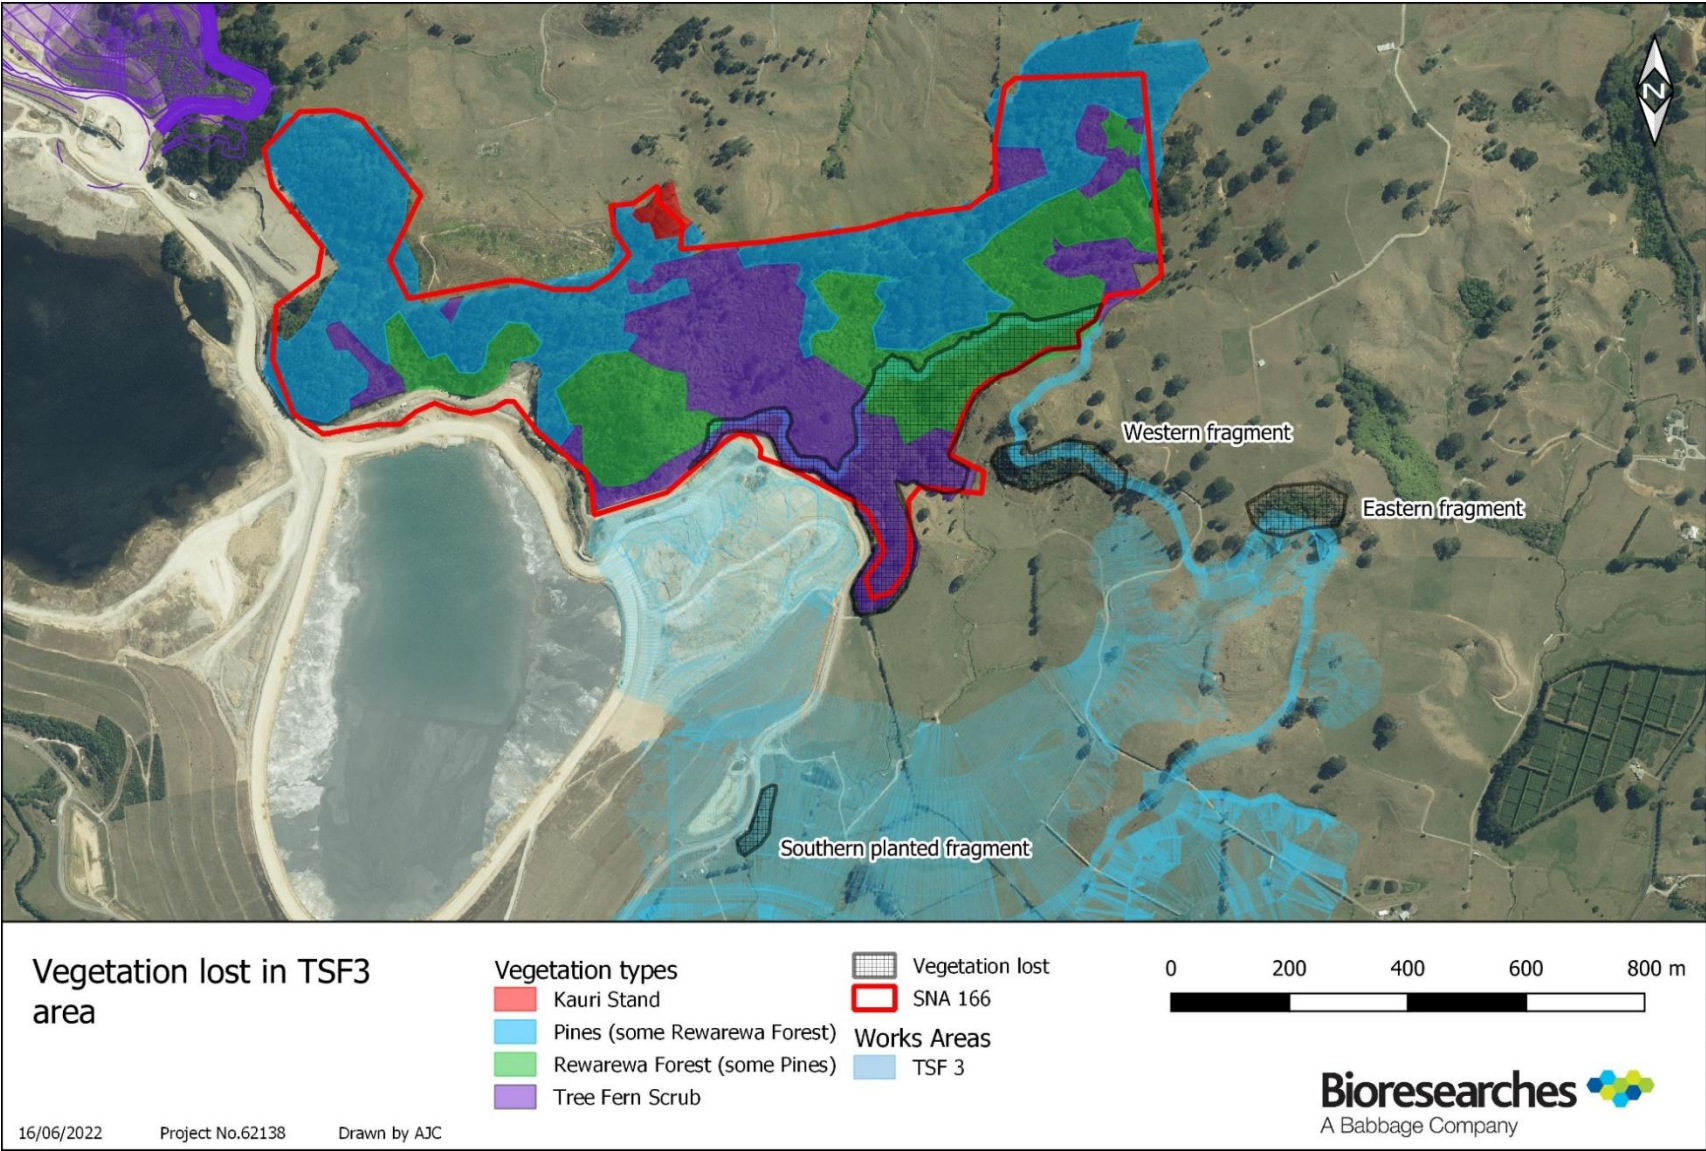 N
Western fragment
Eastern fragment
Southern planted fragment
Vegetation lost in TSF3
area
Vegetation types
Kauri Stand
Pines (some Rewarewa Forest)
Rewarewa Forest (some Pines)
Tree Fern Scrub
Vegetation lost
SNA 166
Works Areas
TSF 3
0 200 400 600 800 m
Bioresearches
A Babbage Company
16/06/2022 Project No.62138 Drawn by AJC